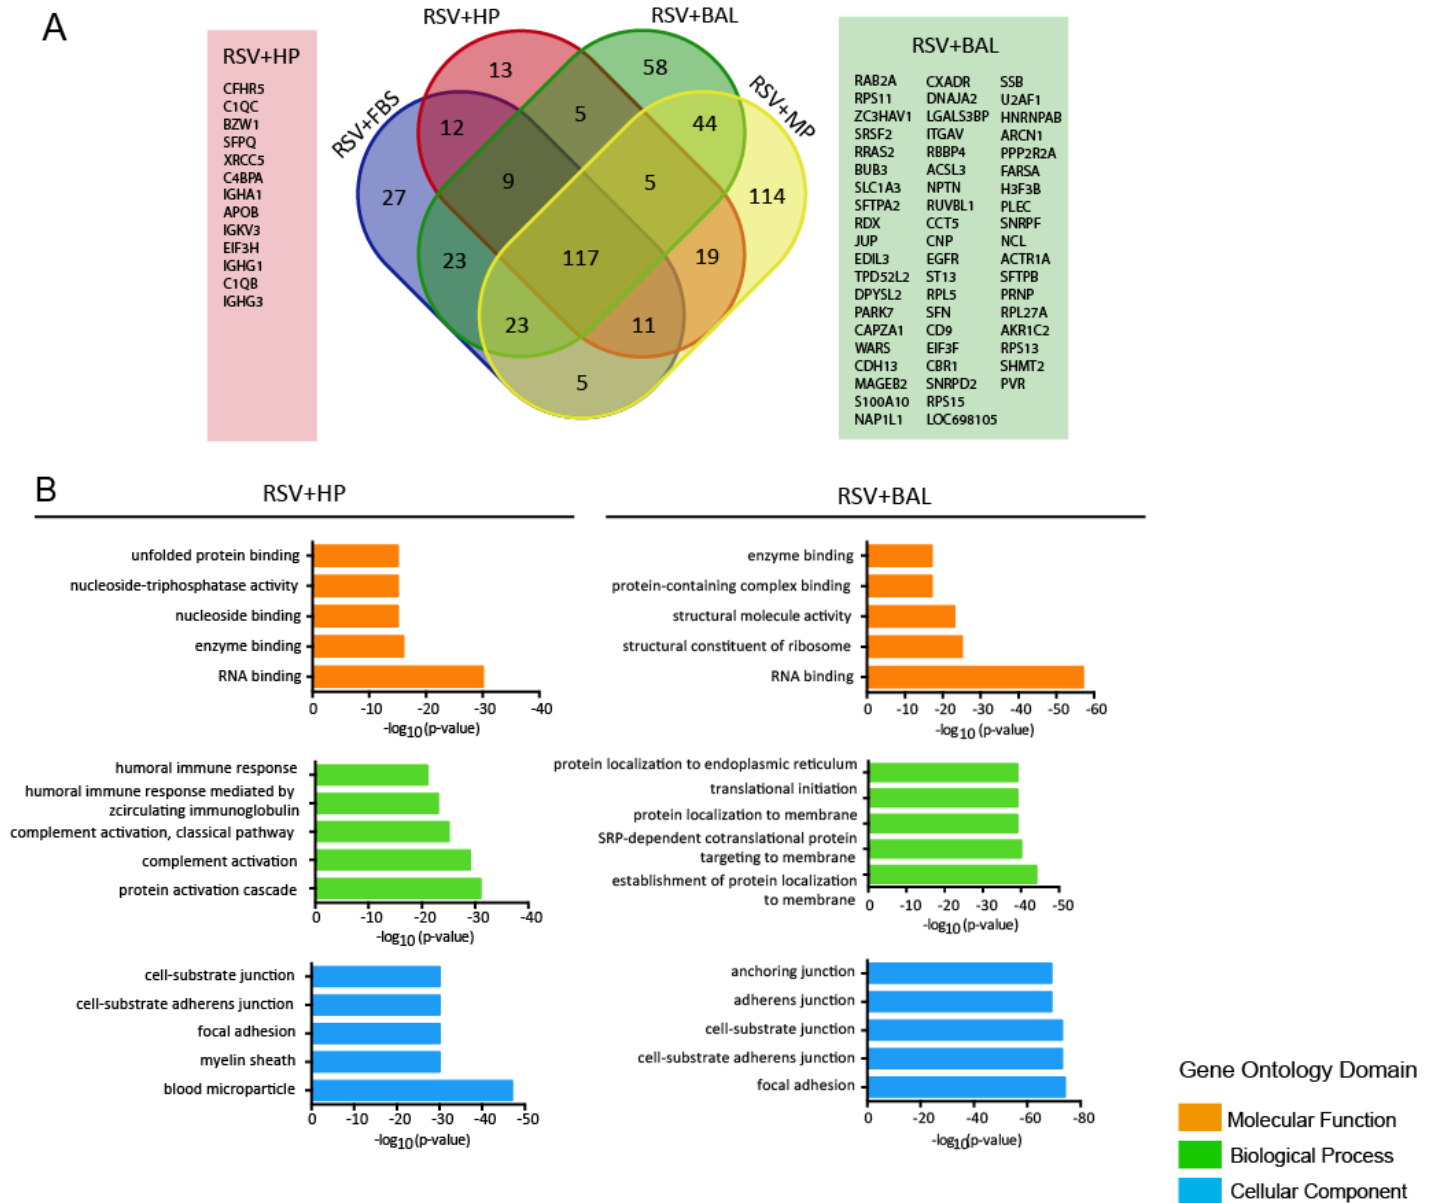 A
RSV+HP
CFHR5
C1QC
BZW1
SFPQ
XRCC5
C4BPA
IGHA1
APOB
IGKV3
EIF3H
IGHG1
C1QB
IGHG3
RSV+FBS
RSV+HP
RSV+BAL
RSV+MP
13
58
12
5
44
27
9
5
114
23
117
19
23
11
5
RSV+BAL
RAB2A CXADR SSB
RPS11 DNAJA2 U2AF1
ZC3HAV1 LGALS3BP HNRNPAB
SRSF2 ITGAV ARCN1
RRAS2 RBBP4 PPP2R2A
BUB3 ACSL3 FARSA
SLC1A3 NPTN H3F3B
SFTPA2 RUVBL1 PLEC
RDX CCT5 SNRPF
JUP CNP NCL
EDIL3 EGFR ACTR1A
TPD52L2 ST13 SFTPB
DPYSL2 RPL5 PRNP
PARK7 SFN RPL27A
CAPZA1 CD9 AKR1C2
WARS EIF3F RPS13
CDH13 CBR1 SHMT2
MAGEB2 SNRPD2 PVR
S100A10 RPS15
NAP1L1 LOC698105
B
RSV+HP
unfolded protein binding
nucleoside-triphosphatase activity
nucleoside binding
enzyme binding
RNA binding
0 -10 -20 -30 -40
-log10 (p-value)
humoral immune response
humoral immune response mediated by
zcirculating immunoglobulin
complement activation, classical pathway
complement activation
protein activation cascade
0 -10 -20 -30 -40
-log10 (p-value)
cell-substrate junction
cell-substrate adherens junction
focal adhesion
myelin sheath
blood microparticle
0 -10 -20 -30 -40 -50
-log10 (p-value)
RSV+BAL
enzyme binding
protein-containing complex binding
structural molecule activity
structural constituent of ribosome
RNA binding
0 -10 -20 -30 -40 -50 -60
-log10 (p-value)
protein localization to endoplasmic reticulum
translational initiation
protein localization to membrane
SRP-dependent cotranslational protein
targeting to membrane
establishment of protein localization
to membrane
0 -10 -20 -30 -40 -50
-log10 (p-value)
anchoring junction
adherens junction
cell-substrate junction
cell-substrate adherens junction
focal adhesion
0 -20 -40 -60 -80
-log10(p-value)
Gene Ontology Domain
Molecular Function
Biological Process
Cellular Component